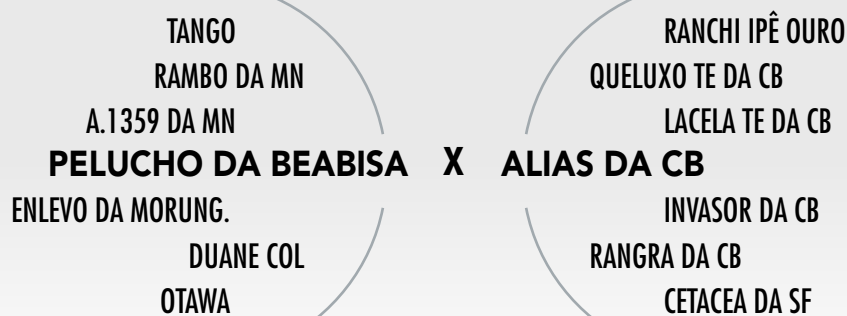 TANGO
RAMBO DA MN
A.1359 DA MN
PELUCHO DA BEABISA X ALIAS DA CB
ENLEVO DA MORUNG.
DUANE COL
OTAWA
RANCHI IPÊ OURO
QUELUXO TE DA CB
LACELA TE DA CB
INVASOR DA CB
RANGRA DA CB
CETACEA DA SF